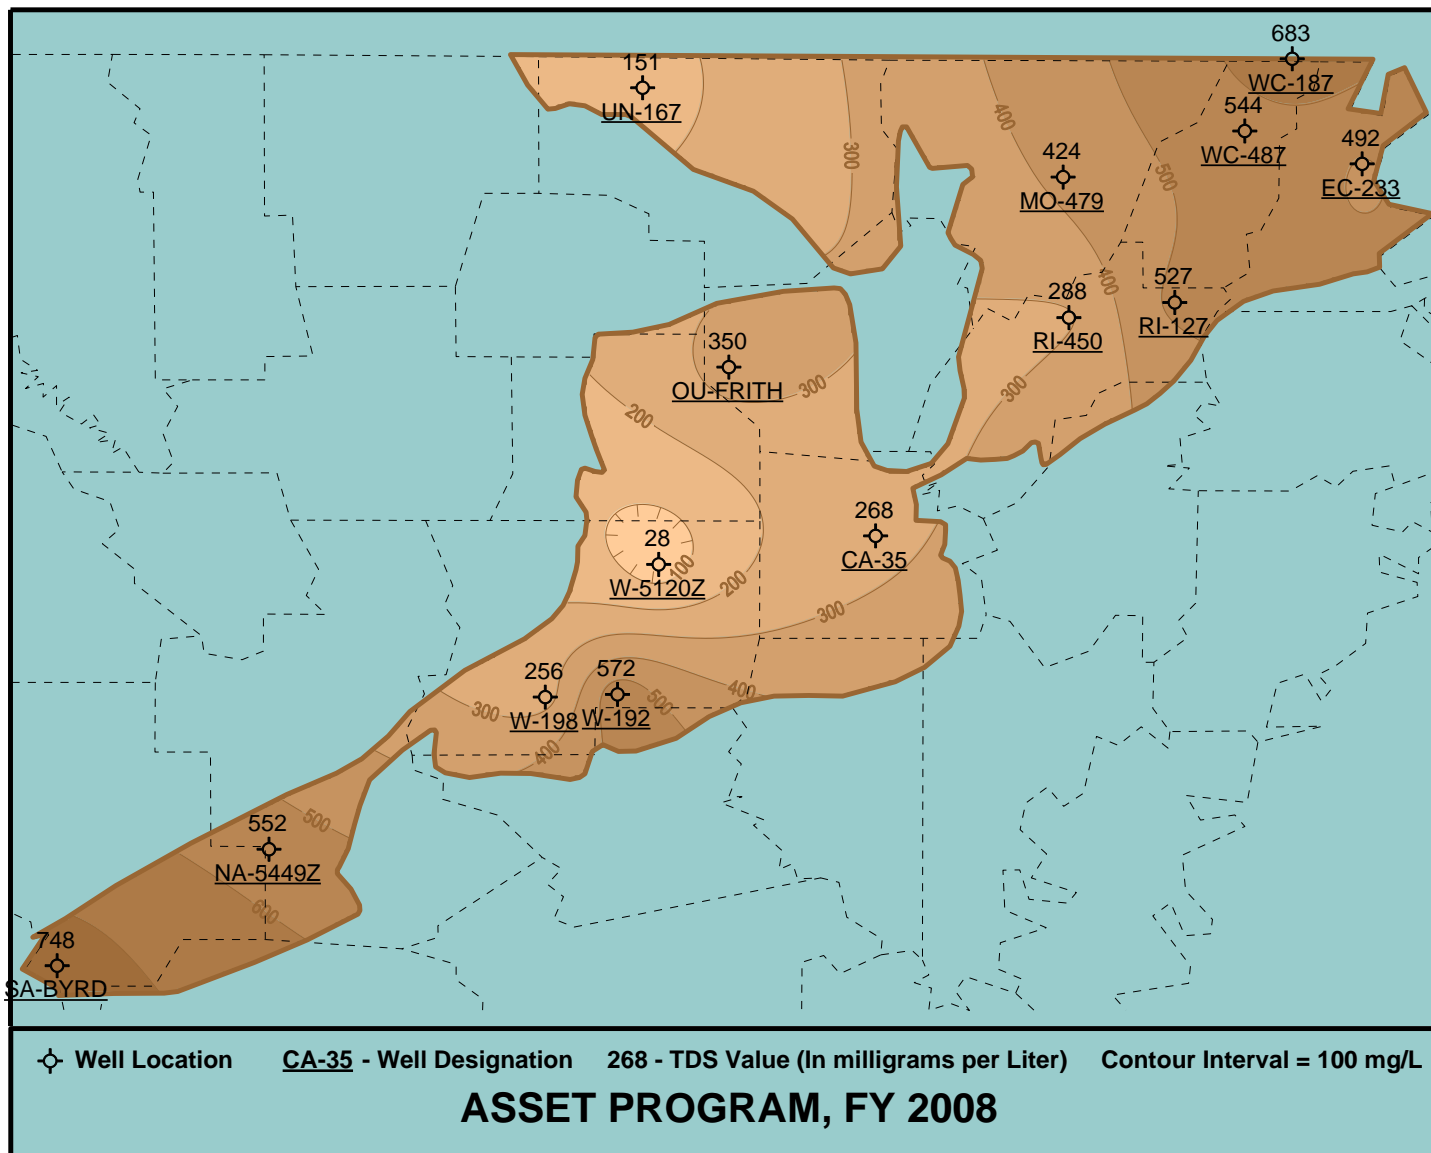 683
151
WC-187
UN-167
400
544
492
WC-487
300
424
500
EC-233
MO-479
400
527
288
RI-127
RI-450
350
OU-FRITH
300
300
200
268
28
CA-35
100
W-5120Z
200
300
256
572
400
500
300
W-198
W-192
400
552
500
NA-5449Z
600
748
SA-BYRD
Well Location CA-35 - Well Designation 268 - TDS Value (In milligrams per Liter) Contour Interval = 100 mg/L
ASSET PROGRAM, FY 2008